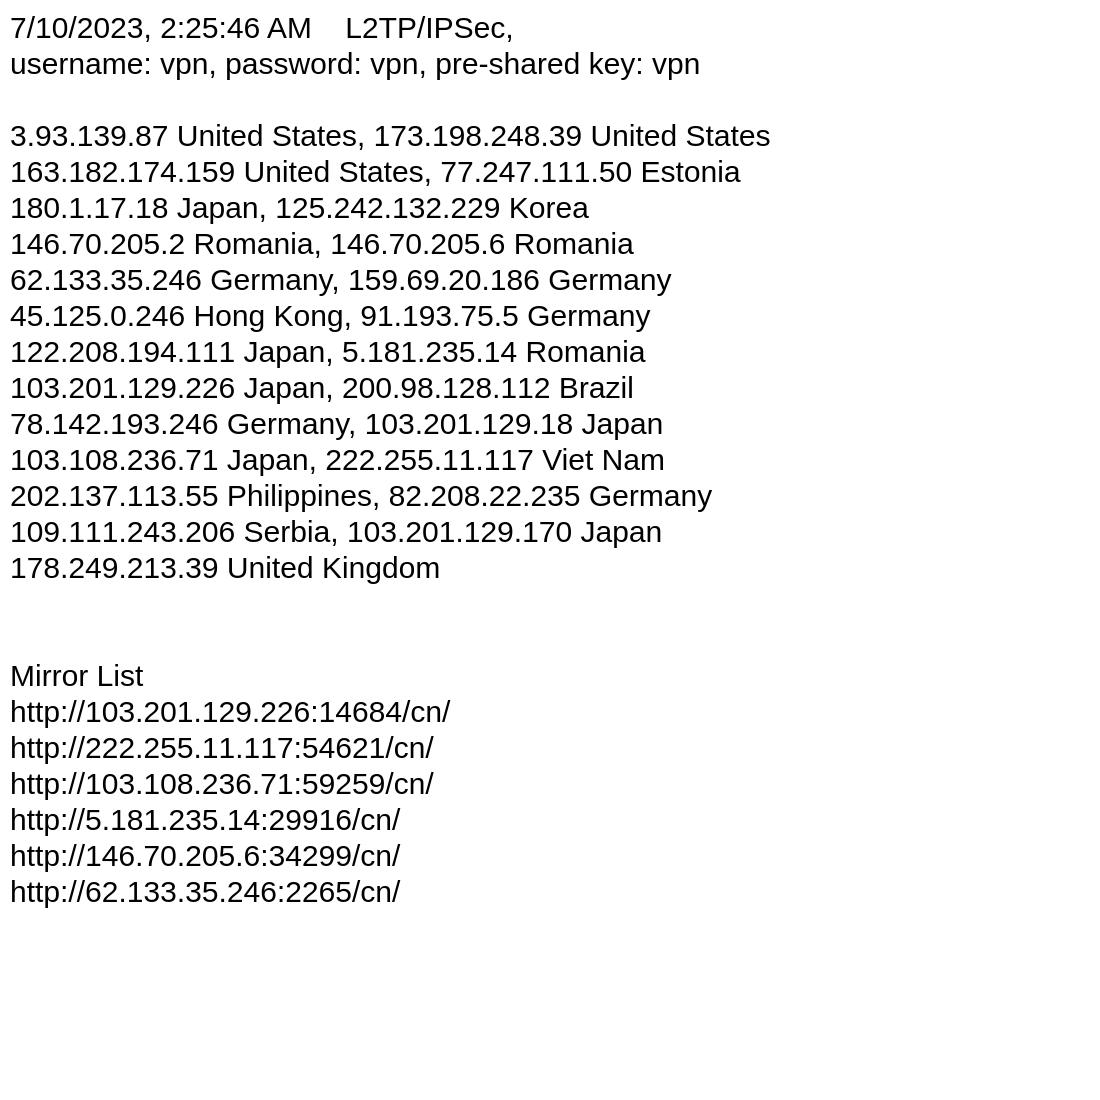 7/10/2023, 2:25:46 AM    L2TP/IPSec,
username: vpn, password: vpn, pre-shared key: vpn
3.93.139.87 United States, 173.198.248.39 United States
163.182.174.159 United States, 77.247.111.50 Estonia
180.1.17.18 Japan, 125.242.132.229 Korea
146.70.205.2 Romania, 146.70.205.6 Romania
62.133.35.246 Germany, 159.69.20.186 Germany
45.125.0.246 Hong Kong, 91.193.75.5 Germany
122.208.194.111 Japan, 5.181.235.14 Romania
103.201.129.226 Japan, 200.98.128.112 Brazil
78.142.193.246 Germany, 103.201.129.18 Japan
103.108.236.71 Japan, 222.255.11.117 Viet Nam
202.137.113.55 Philippines, 82.208.22.235 Germany
109.111.243.206 Serbia, 103.201.129.170 Japan
178.249.213.39 United Kingdom
Mirror List
http://103.201.129.226:14684/cn/
http://222.255.11.117:54621/cn/
http://103.108.236.71:59259/cn/
http://5.181.235.14:29916/cn/
http://146.70.205.6:34299/cn/
http://62.133.35.246:2265/cn/